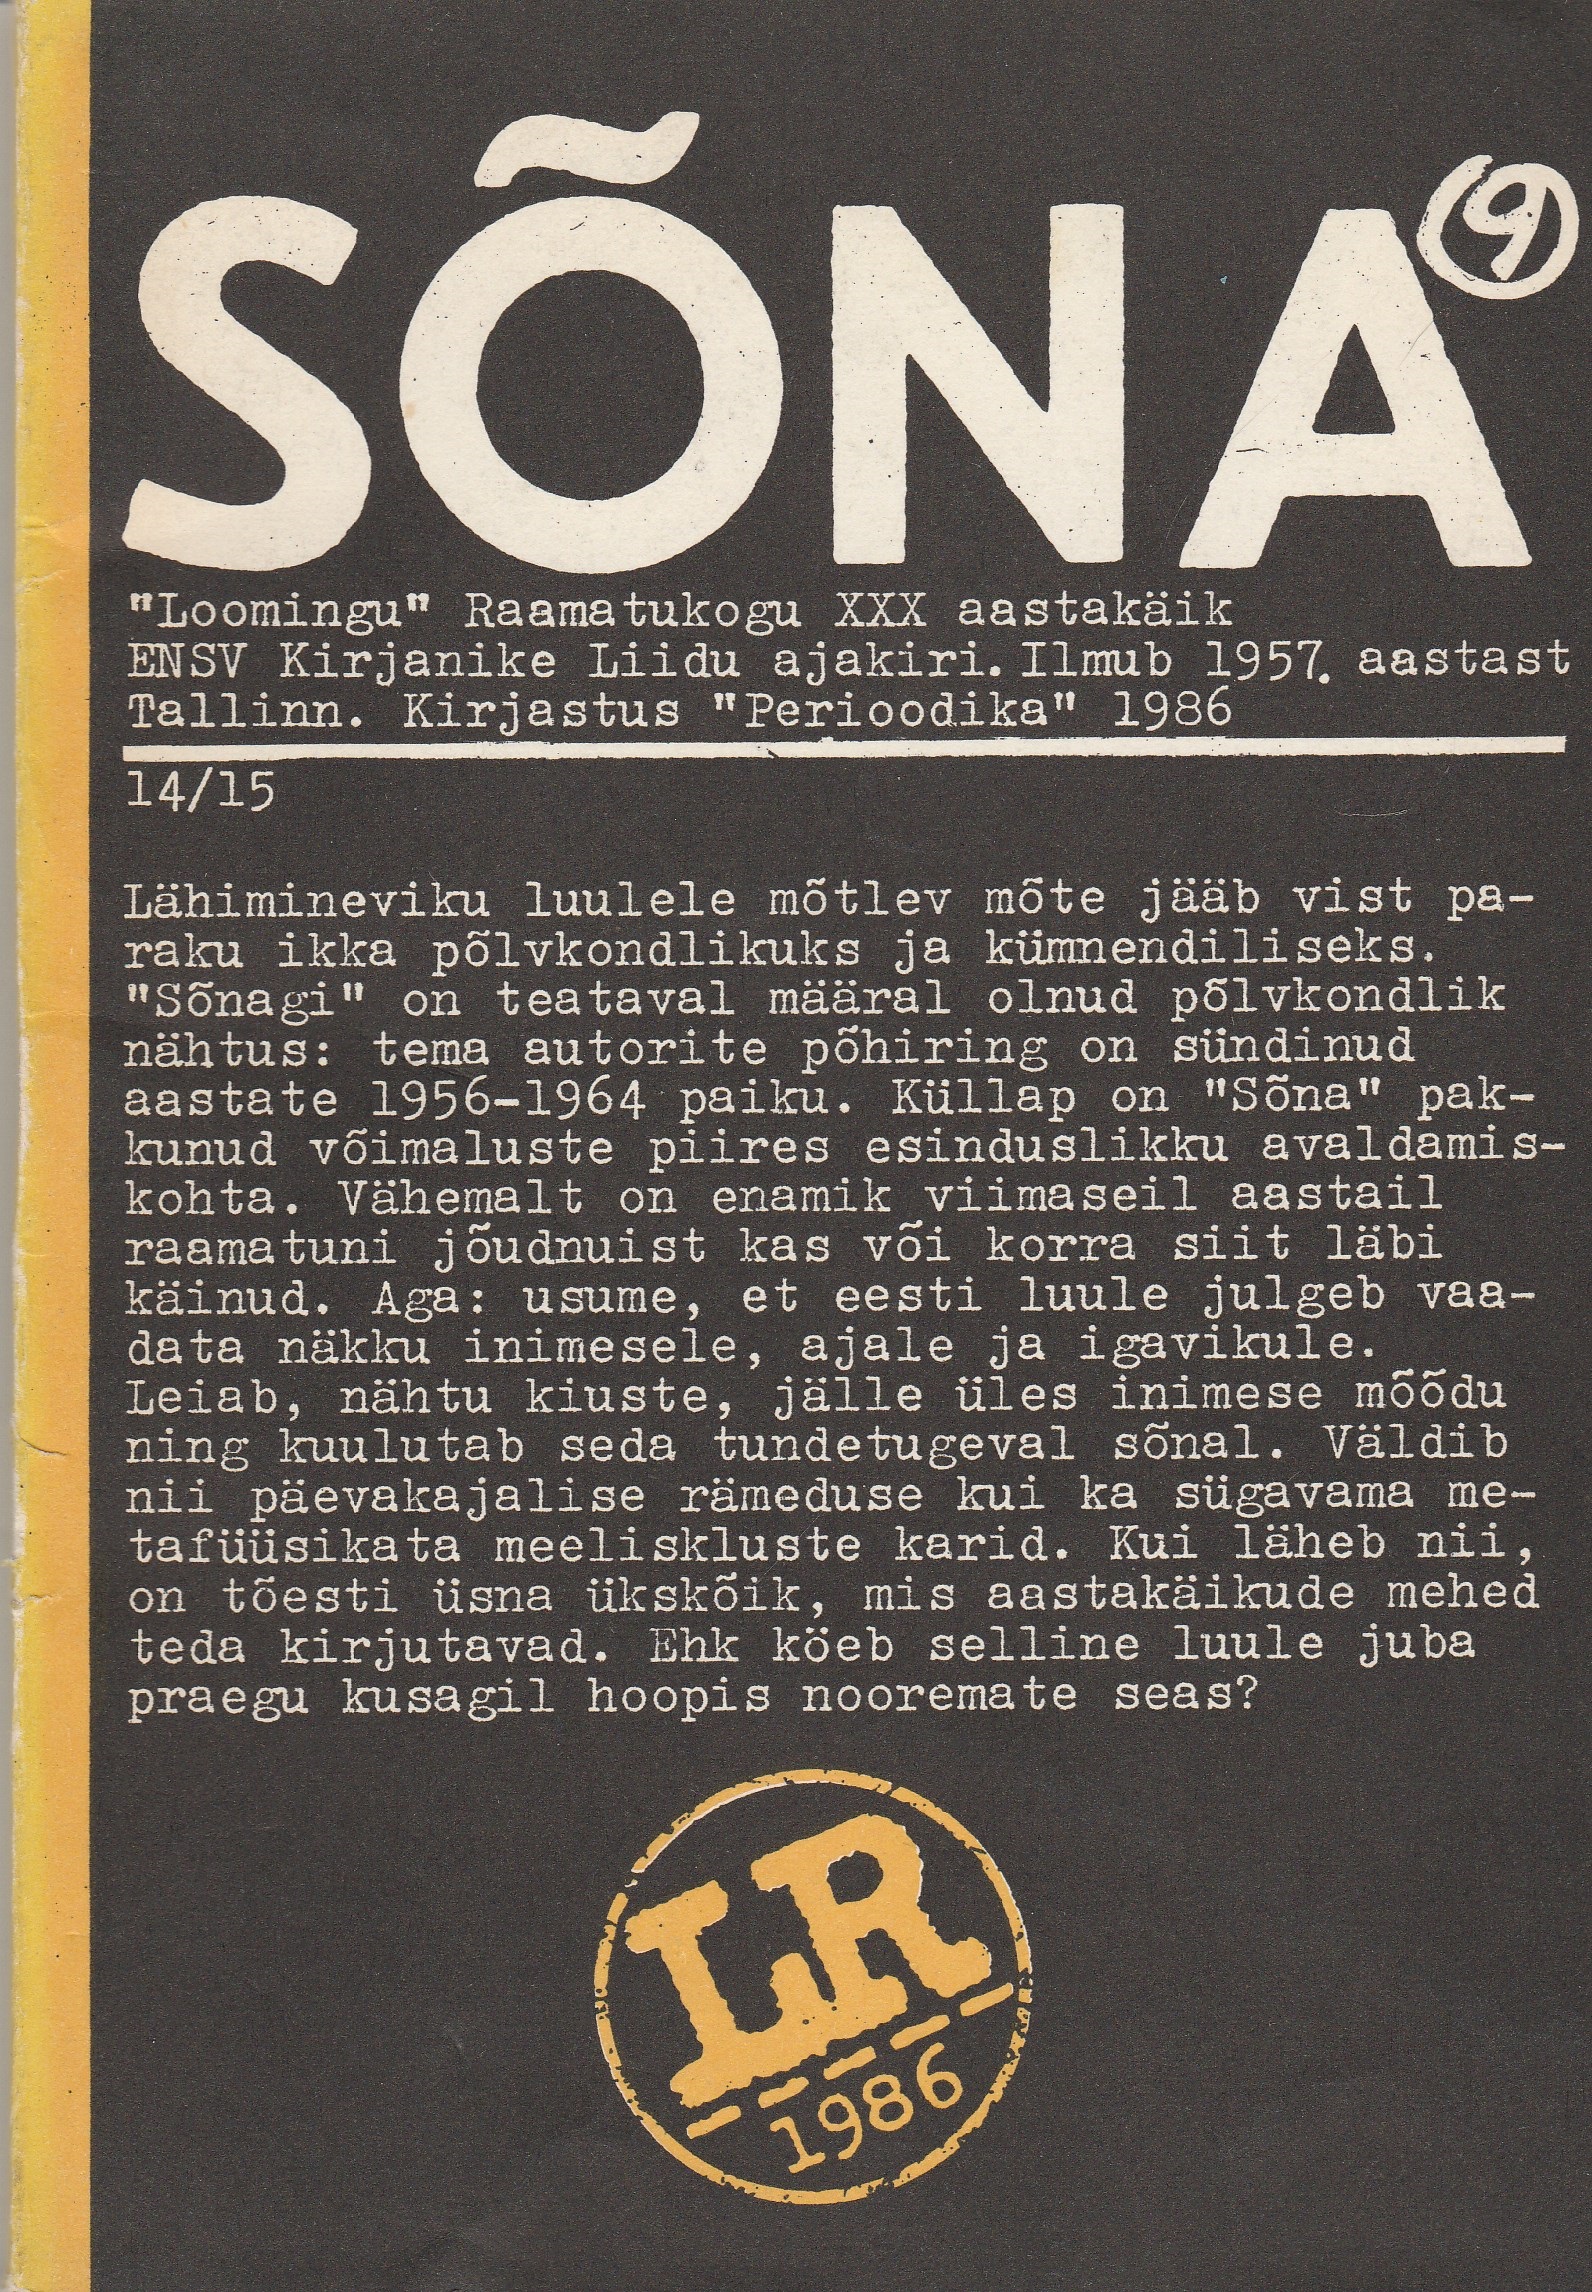 SÕNA 9
"Loomingu" Raamatukogu XXX aastakäik
ENSV Kirjanike Liidu ajakiri. Ilmub 1957. aastast
Tallinn. Kirjastus "Perioodika" 1986
14/15
Lähimineviku luulele mõtlev mõte jääb vist pa-
raku ikka põlvkondlikuks ja kümnendiliseks.
"Sõnagi" on teataval määral olnud põlvkondlik
nähtus: tema autorite põhiring on sündinud
aastate 1956-1964 paiku. Küllap on "Sõna" pak-
kunud võimaluste piires esinduslikku avaldamis-
kohta. Vähemalt on enamik viimaseil aastail
raamatuni jõudnuist kas või korra siit läbi
käinud. Aga: usume, et eesti luule julgeb vaa-
data näkku inimesele, ajale ja igavikule.
Leiab, nähtu kiuste, jälle üles inimese mõõdu
ning kuulutab seda tundetugeval sõnal. Väldib
nii päevakajalise rämeduse kui ka sügavama me-
tafüüsikata meeliskluste karid. Kui läheb nii,
on tõesti üsna ükskõik, mis aastakäikude mehed
teda kirjutavad. Ehk köeb selline luule juba
praegu kusagil hoopis nooremate seas?
LR
1986